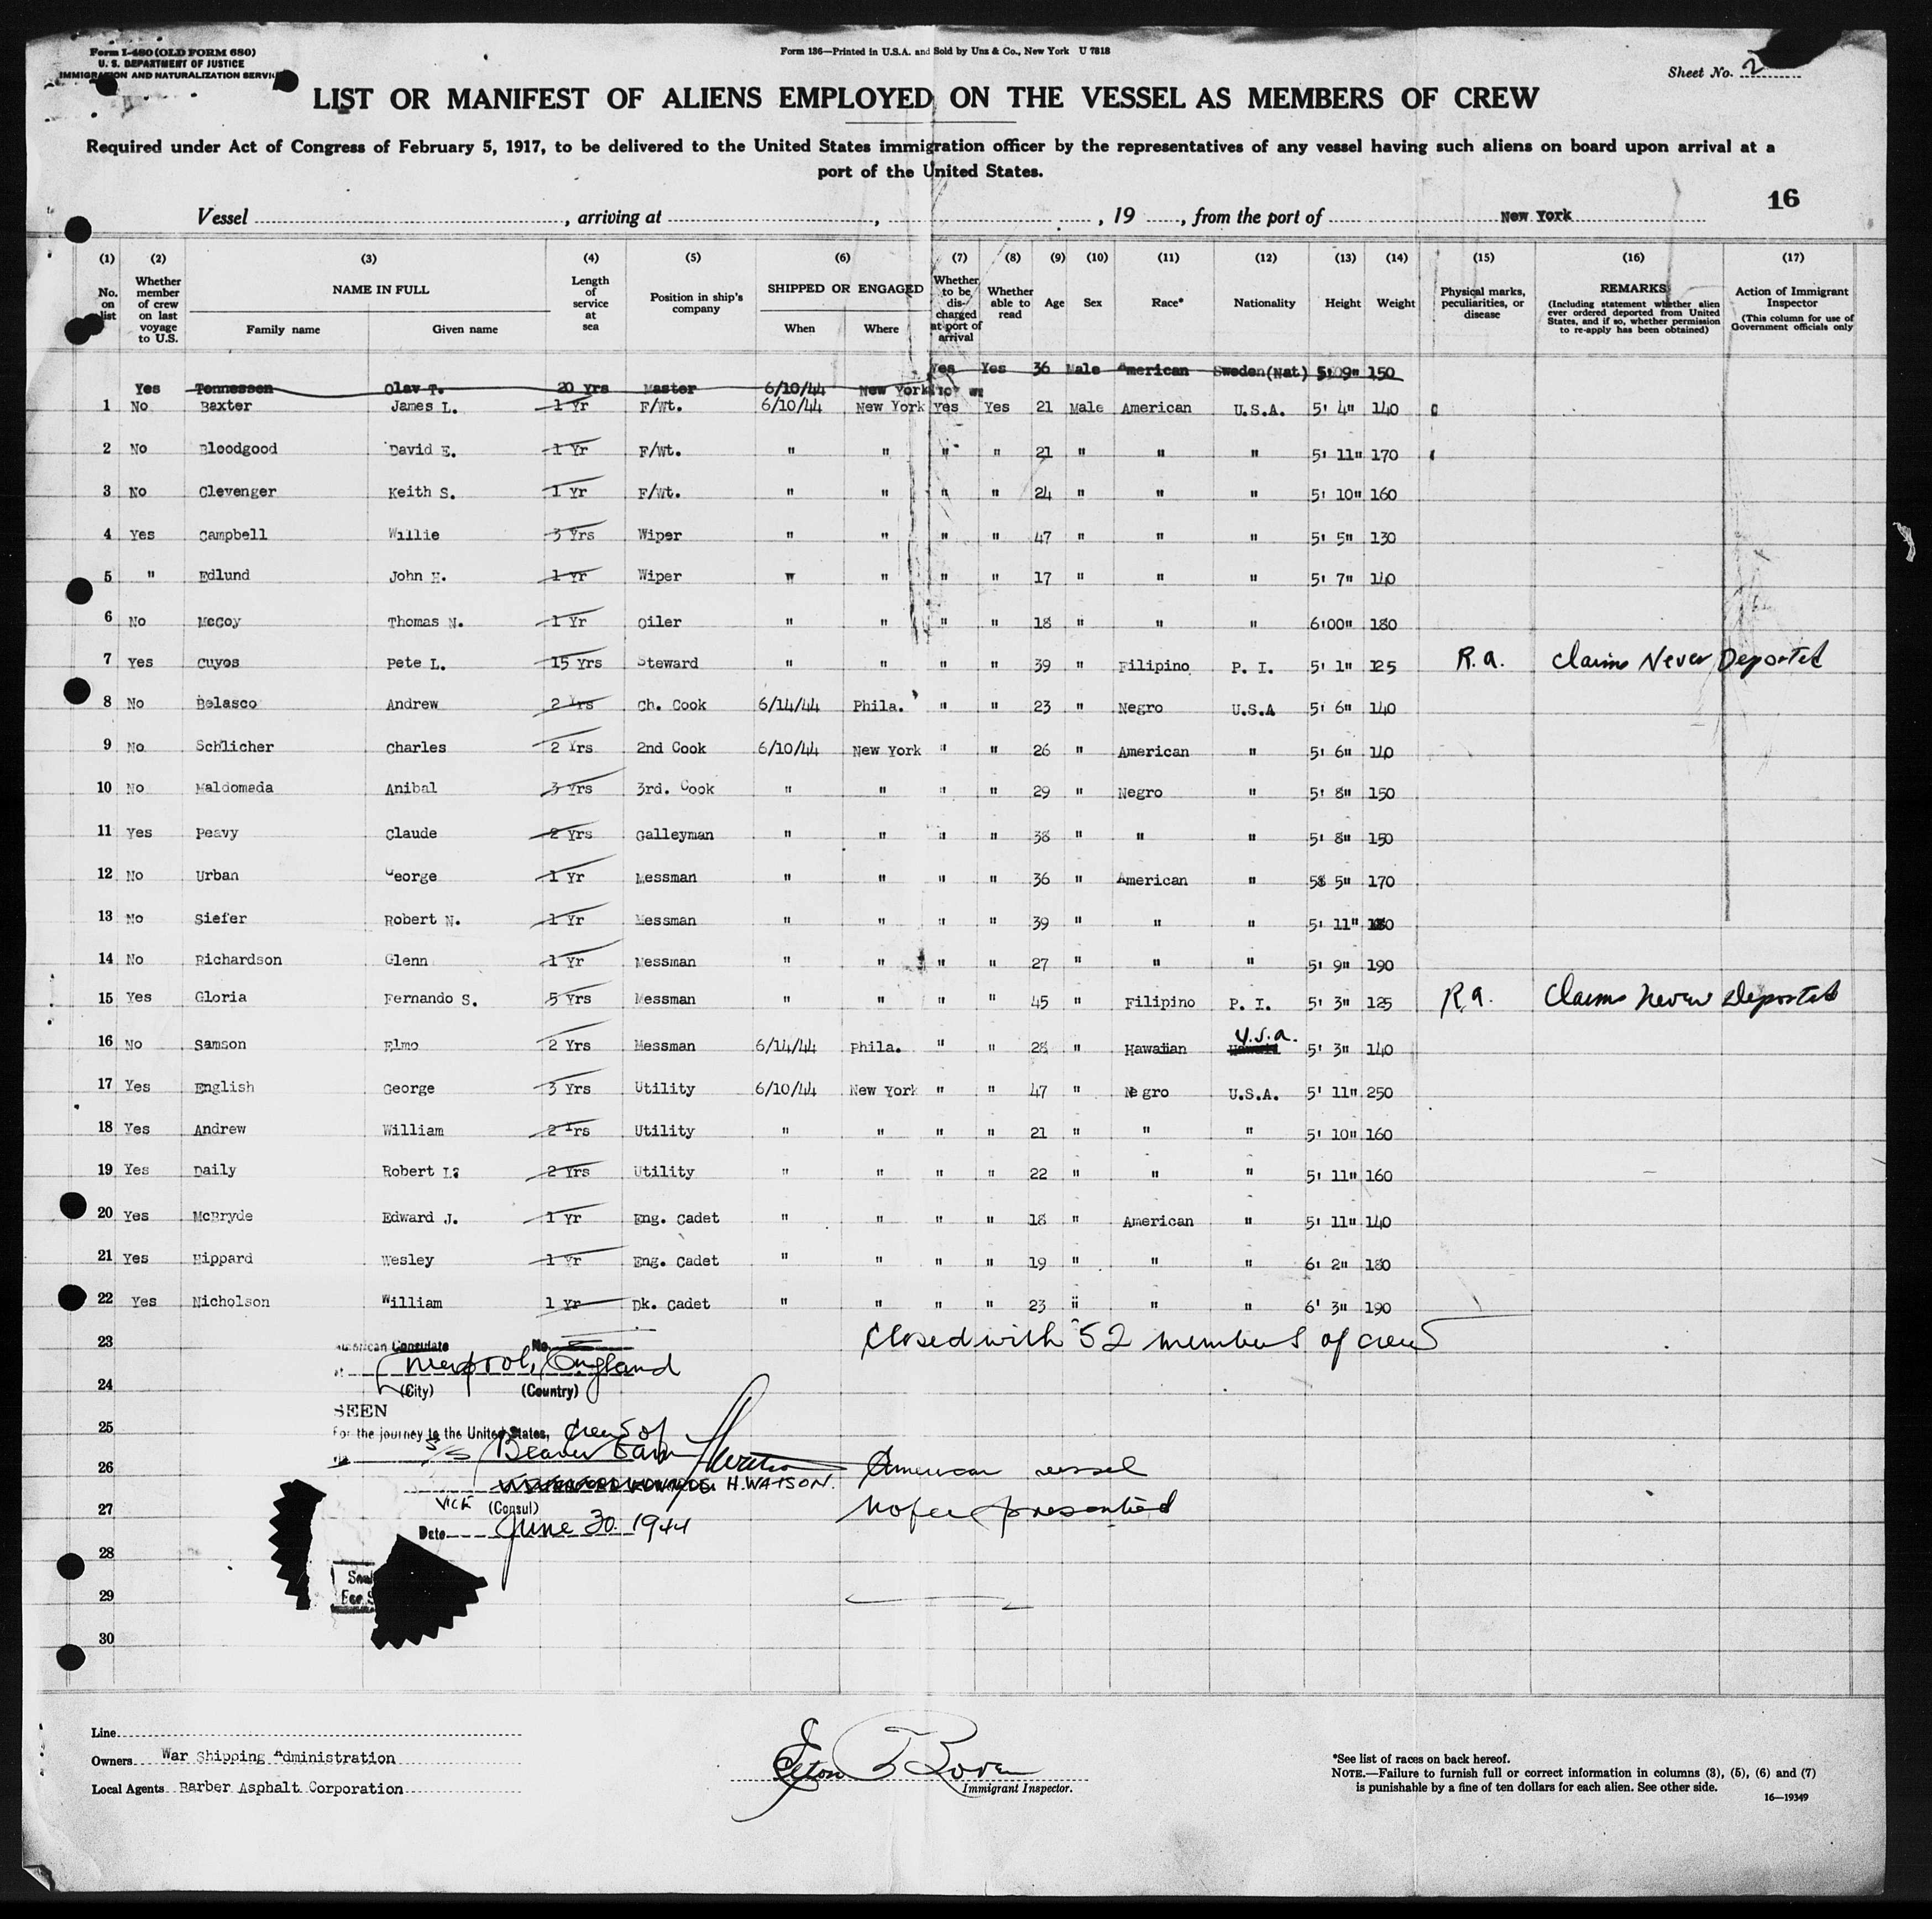 Form I-480 (OLD FORM 680)
U. S. DEPARTMENT OF JUSTICE
IMMIGRATION AND NATURALIZATION SERVICE
Form 136—Printed in U.S.A. and Sold by Unz & Co., New York U 7818
Sheet No. 2
LIST OR MANIFEST OF ALIENS EMPLOYED ON THE VESSEL AS MEMBERS OF CREW
Required under Act of Congress of February 5, 1917, to be delivered to the United States immigration officer by the representatives of any vessel having such aliens on board upon arrival at a
port of the United States.
16
Vessel , arriving at , , 19 , from the port of New York
(1) (2) (3) (4) (5) (6) (7) (8) (9) (10) (11) (12) (13) (14) (15) (16) (17)
No. on list
Whether member of crew on last voyage to U.S.
NAME IN FULL
Family name Given name
Length of service at sea
Position in ship's company
SHIPPED OR ENGAGED
When Where
Whether to be discharged at port of arrival
Whether able to read
Age
Sex
Race*
Nationality
Height
Weight
Physical marks, peculiarities, or disease
REMARKS
(Including statement whether alien ever ordered deported from United States, and if so, whether permission to re-apply has been obtained)
Action of Immigrant Inspector
(This column for use of Government officials only
Yes Tonnessen Olav T. 20 Yrs Master 6/10/44 New York Yes Yes 36 Male American Sweden(Nat) 5' 09" 150
1 No Baxter James L. 1 Yr F/Wt. 6/10/44 New York Yes Yes 21 Male American U.S.A. 5' 4" 140
2 No Bloodgood David E. 1 Yr F/Wt. " " " " 21 " " " 5' 11" 170
3 No Clevenger Keith S. 1 Yr F/Wt. " " " " 24 " " " 5' 10" 160
4 Yes Campbell Willie 3 Yrs Wiper " " " " 47 " " " 5' 5" 130
5 " Edlund John H. 1 Yr Wiper " " " " 17 " " " 5' 7" 140
6 No McCoy Thomas N. 1 Yr Oiler " " " " 18 " " " 6'00" 180
7 Yes Cuyos Pete L. 15 Yrs Steward " " " " 39 " Filipino P. I. 5' 1" 125 R.a. Claims Never Deported
8 No Belasco Andrew 2 Yrs Ch. Cook 6/14/44 Phila. " " 23 " Negro U.S.A 5' 6" 140
9 No Schlicher Charles 2 Yrs 2nd Cook 6/10/44 New York " " 26 " American " 5' 6" 140
10 No Maldomada Anibal 3 Yrs 3rd. Cook " " " " 29 " Negro " 5' 8" 150
11 Yes Peavy Claude 2 Yrs Galleyman " " " " 38 " " " 5' 8" 150
12 No Urban George 1 Yr Messman " " " " 36 " American " 58 5" 170
13 No Siefer Robert N. 1 Yr Messman " " " " 39 " " " 5' 11"
14 No Richardson Glenn 1 Yr Messman " " " " 27 " " " 5' 9" 190
15 Yes Gloria Fernando S. 5 Yrs Messman " " " " 45 " Filipino P. I. 5' 3" 125 R.a. Claims never deported
16 No Samson Elmo 2 Yrs Messman 6/14/44 Phila. " " 28 " Hawaiian U.S.a. 5' 3" 140
17 Yes English George 3 Yrs Utility 6/10/44 New York " " 47 " Negro U.S.A. 5' 11" 250
18 Yes Andrew William 2 Yrs Utility " " " " 21 " " " 5' 10" 160
19 Yes Daily Robert 2 Yrs Utility " " " " 22 " " " 5' 11" 160
20 Yes McBryde Edward J. 1 Yr Eng. Cadet " " " " 18 " American " 5' 11" 140
21 Yes Hippard Wesley 1 Yr Eng. Cadet " " " " 19 " " " 6' 2" 180
22 Yes Nicholson William 1 Yr Dk. Cadet " " " " 23 " " " 6' 3" 190
23
American Consulate No.
Closed with 52 members of crew
Liverpool, England
24
(City) (Country)
SEEN
25
For the journey to the United States, crew of
S/S Beaver Dam
26
American vessel
H. WATSON.
VICE (Consul)
27
No fee presented
Date June 30. 1944
28
29
30
Line
Owners War Shipping Administration
Local Agents Barber Asphalt Corporation
Immigrant Inspector.
*See list of races on back hereof.
NOTE.—Failure to furnish full or correct information in columns (3), (5), (6) and (7)
is punishable by a fine of ten dollars for each alien. See other side.
16—19349